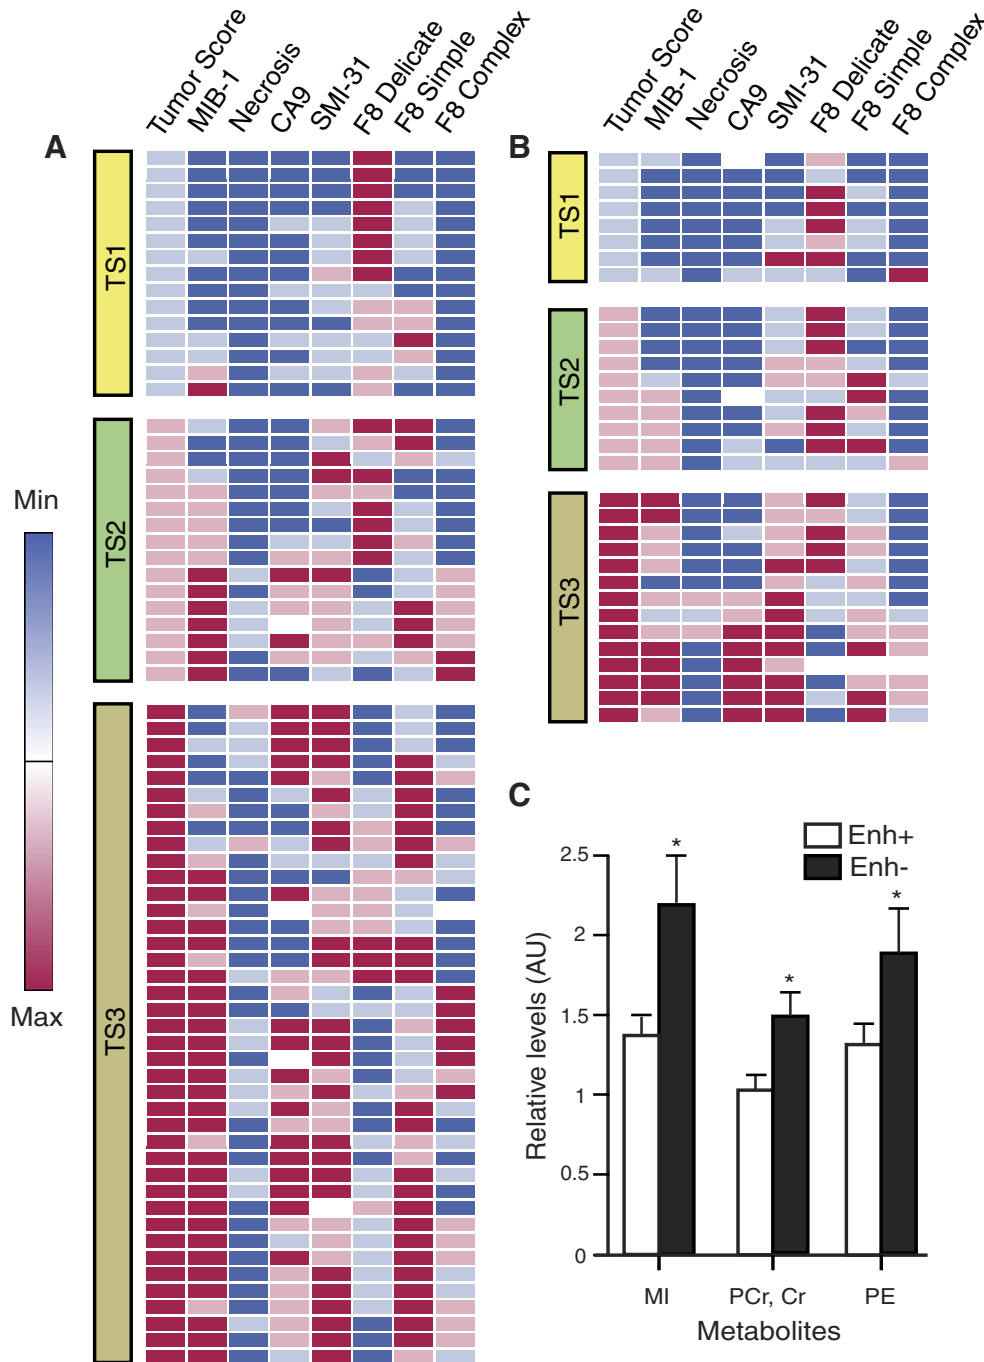 A
Tumor Score
MIB-1
Necrosis
CA9
SMI-31
F8 Delicate
F8 Simple
F8 Complex
TS1
TS2
TS3
Min
Max
B
Tumor Score
MIB-1
Necrosis
CA9
SMI-31
F8 Delicate
F8 Simple
F8 Complex
TS1
TS2
TS3
C
Enh+
Enh-
Relative levels (AU)
2.5
2
1.5
1
0.5
0
*
*
*
MI
PCr, Cr
PE
Metabolites